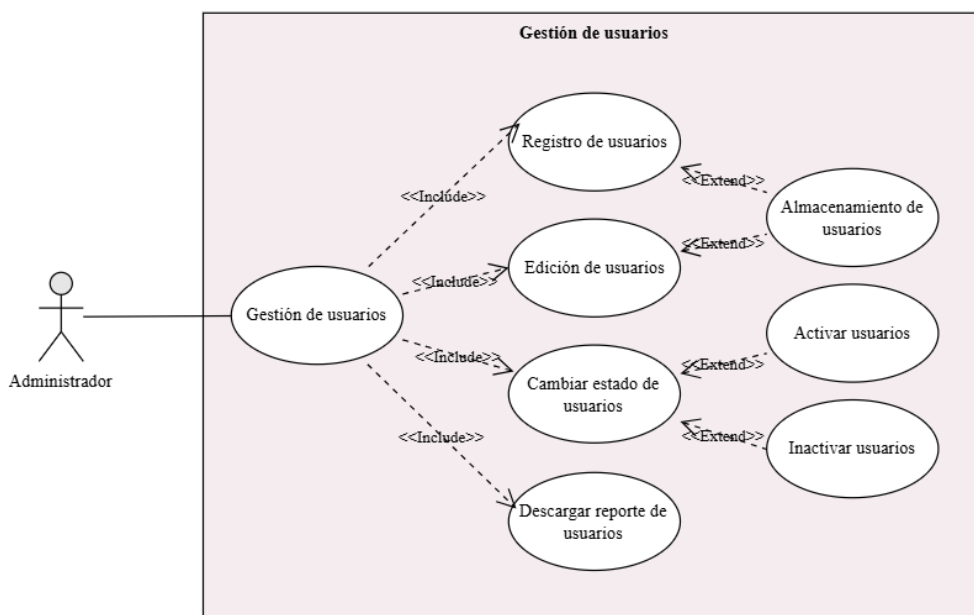 Gestión de usuarios
Registro de usuarios
<<Extend>>
<<Include>>
Almacenamiento de
usuarios
<<Extend>>
Edición de usuarios
<<Include>>
Gestión de usuarios
Activar usuarios
<<Include>>
<<Extend>>
Administrador
Cambiar estado de
usuarios
<<Include>>
<<Extend>>
Inactivar usuarios
Descargar reporte de
usuarios